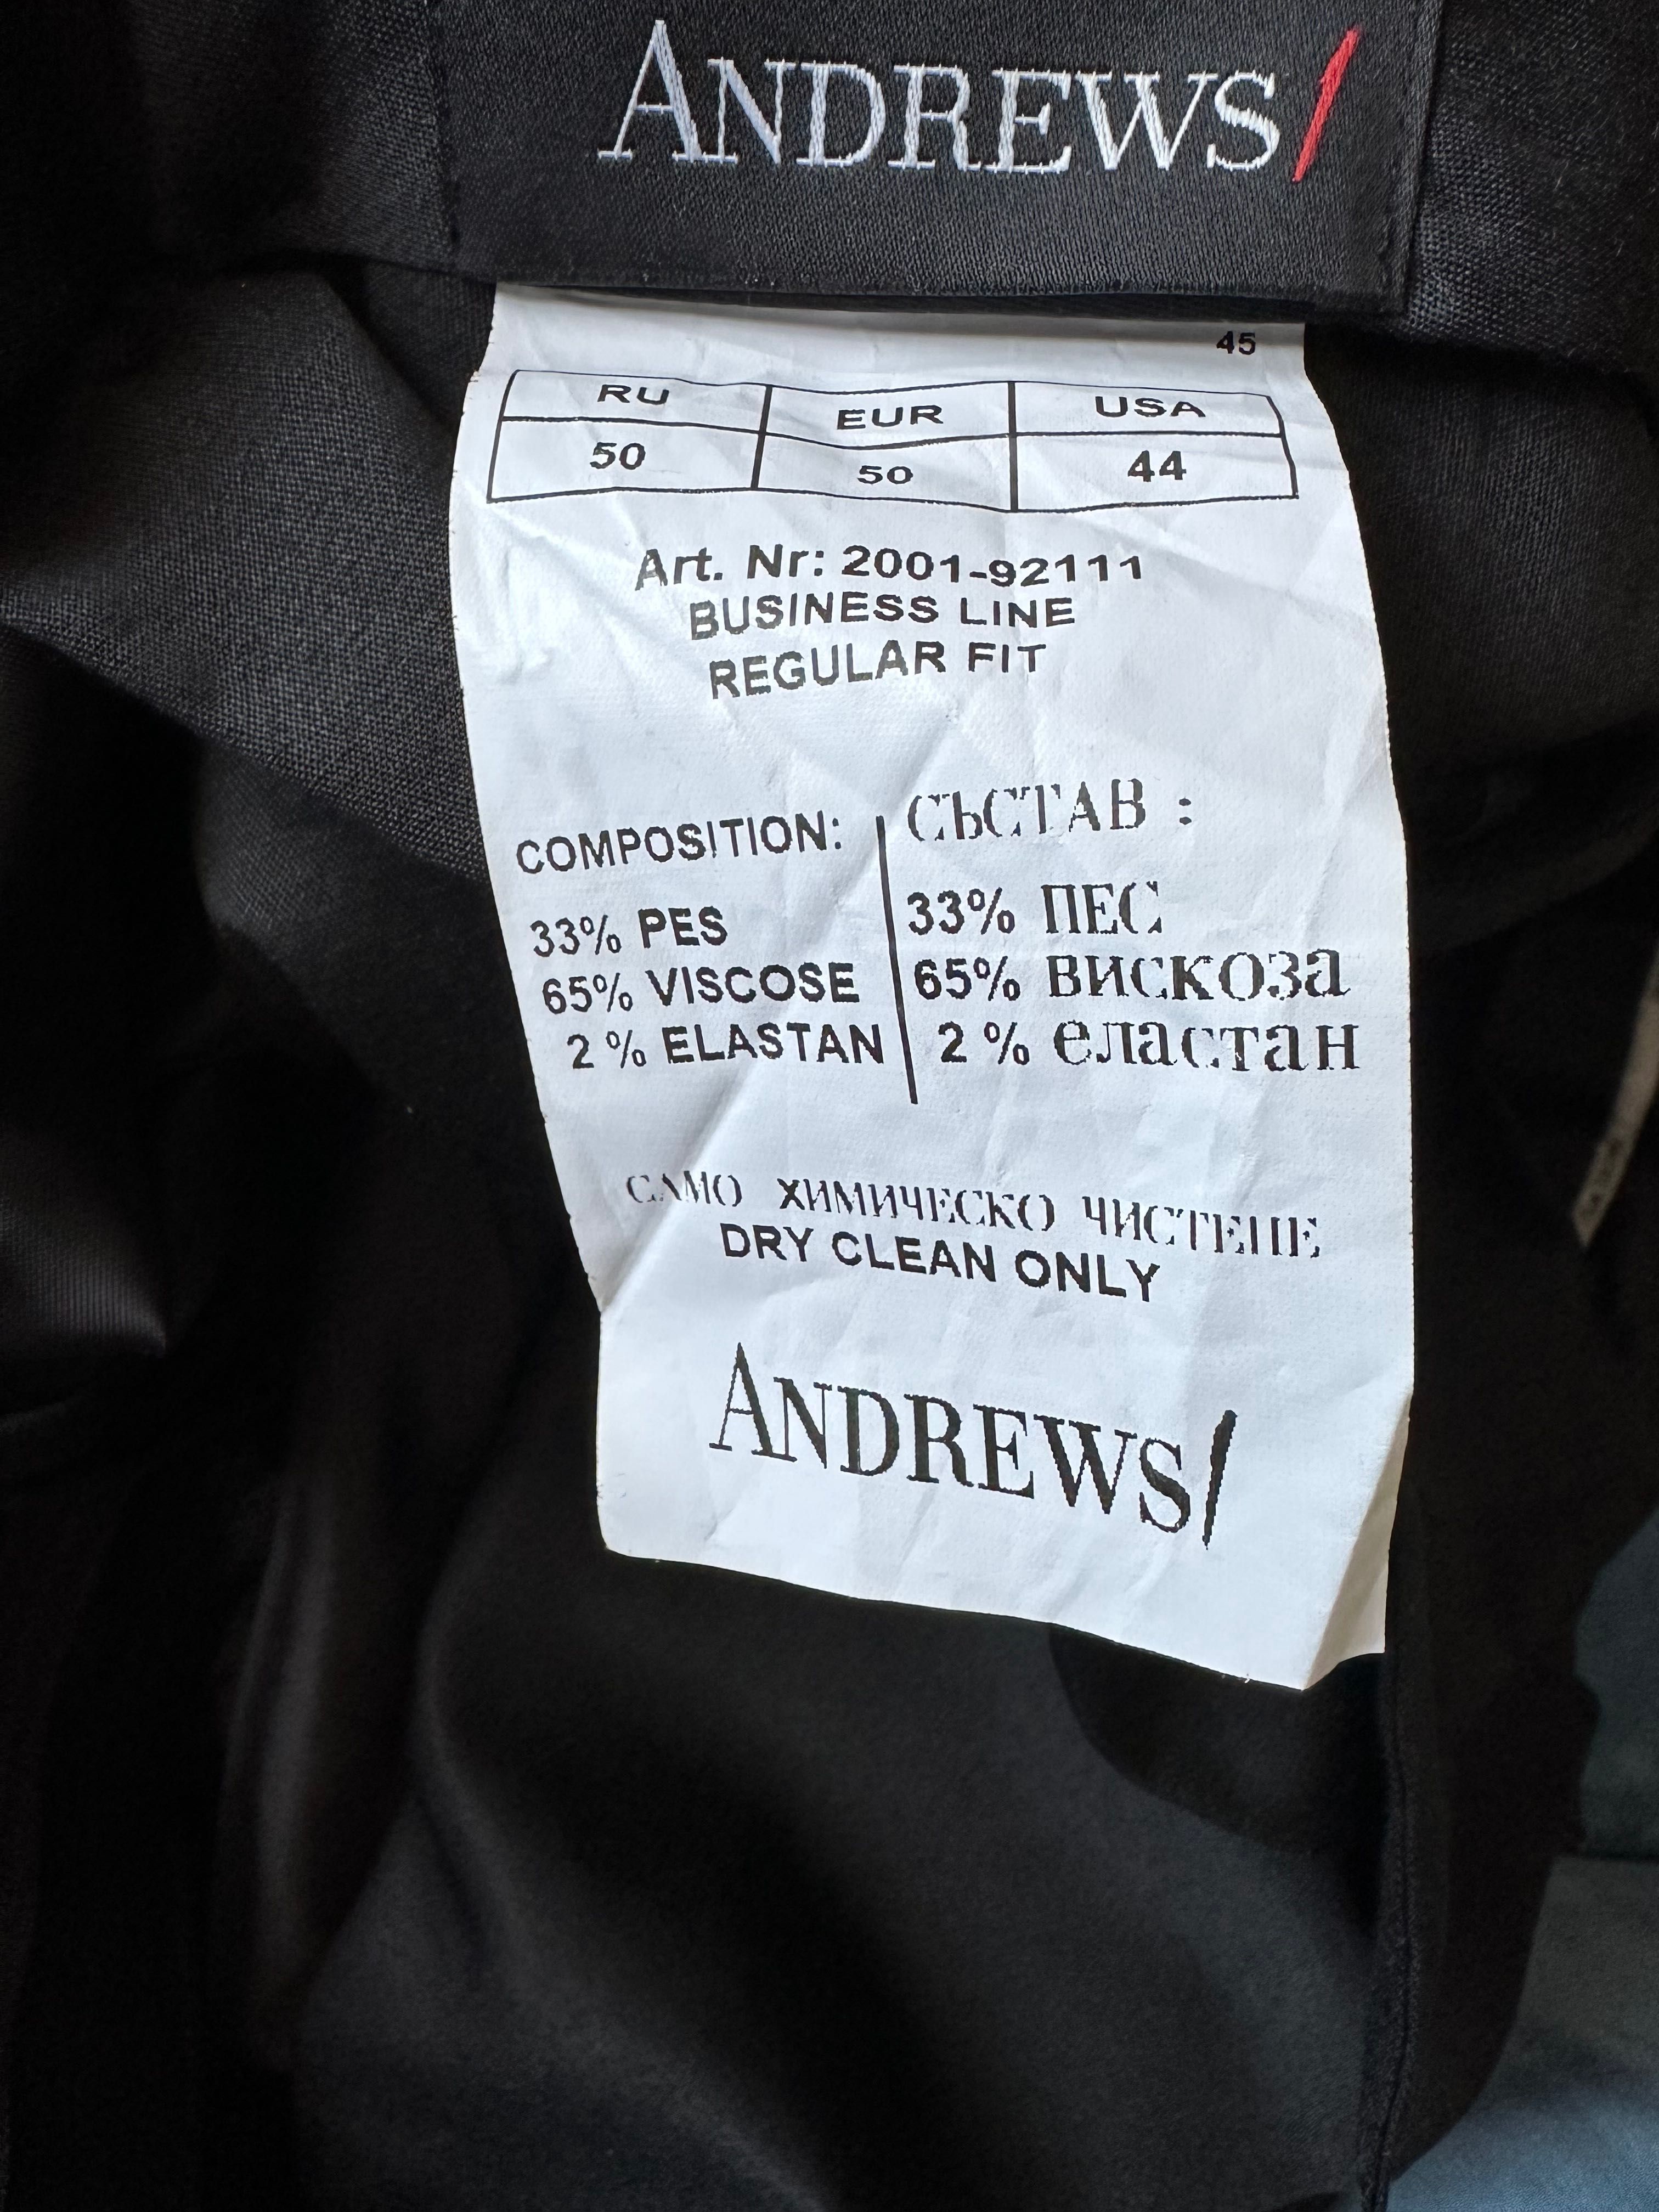 ANDREWS/
45
RU EUR USA
50 50 44
Art. Nr: 2001-92111
BUSINESS LINE
REGULAR FIT
COMPOSITION: СЪСТАВ :
33% PES 33% ПЕС
65% VISCOSE 65% вискоза
2 % ELASTAN 2 % еластан
САМО ХИМИЧЕСКО ЧИСТЕНЕ
DRY CLEAN ONLY
ANDREWS/